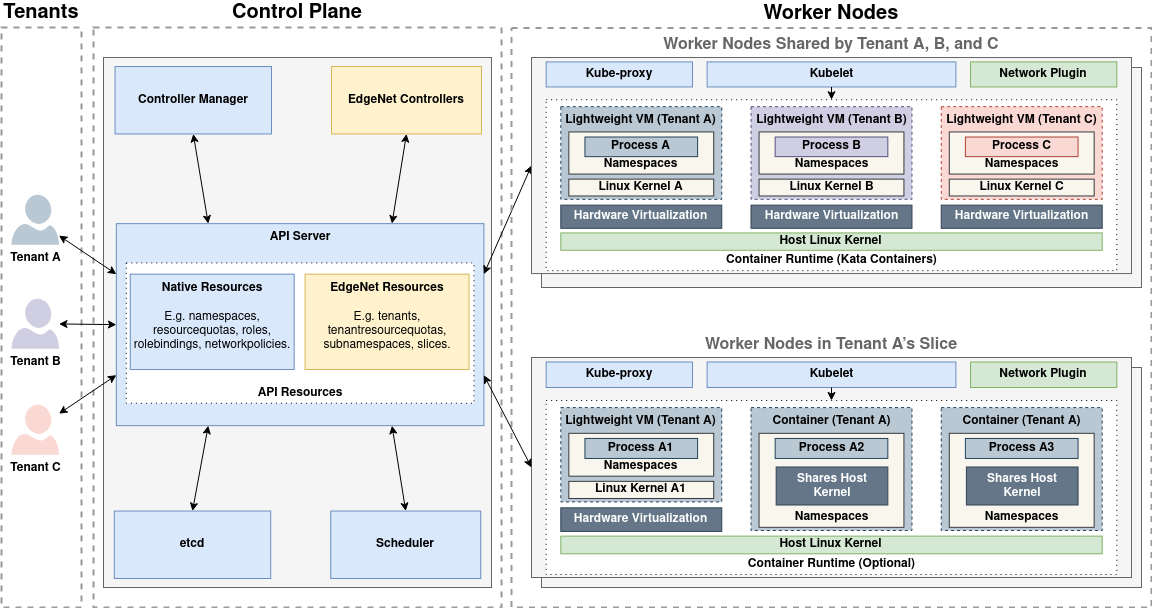 Tenants
Control Plane
Worker Nodes
Tenant A
Tenant B
Tenant C
Controller Manager
EdgeNet Controllers
API Server
Native Resources
E.g. namespaces,
resourcequotas, roles,
rolebindings, networkpolicies.
EdgeNet Resources
E.g. tenants,
tenantresourcequotas,
subnamespaces, slices.
API Resources
etcd
Scheduler
Worker Nodes Shared by Tenant A, B, and C
Kube-proxy
Kubelet
Network Plugin
Lightweight VM (Tenant A)
Process A
Namespaces
Linux Kernel A
Hardware Virtualization
Lightweight VM (Tenant B)
Process B
Namespaces
Linux Kernel B
Hardware Virtualization
Lightweight VM (Tenant C)
Process C
Namespaces
Linux Kernel C
Hardware Virtualization
Host Linux Kernel
Container Runtime (Kata Containers)
Worker Nodes in Tenant A's Slice
Kube-proxy
Kubelet
Network Plugin
Lightweight VM (Tenant A)
Process A1
Namespaces
Linux Kernel A1
Hardware Virtualization
Container (Tenant A)
Process A2
Shares Host
Kernel
Namespaces
Container (Tenant A)
Process A3
Shares Host
Kernel
Namespaces
Host Linux Kernel
Container Runtime (Optional)